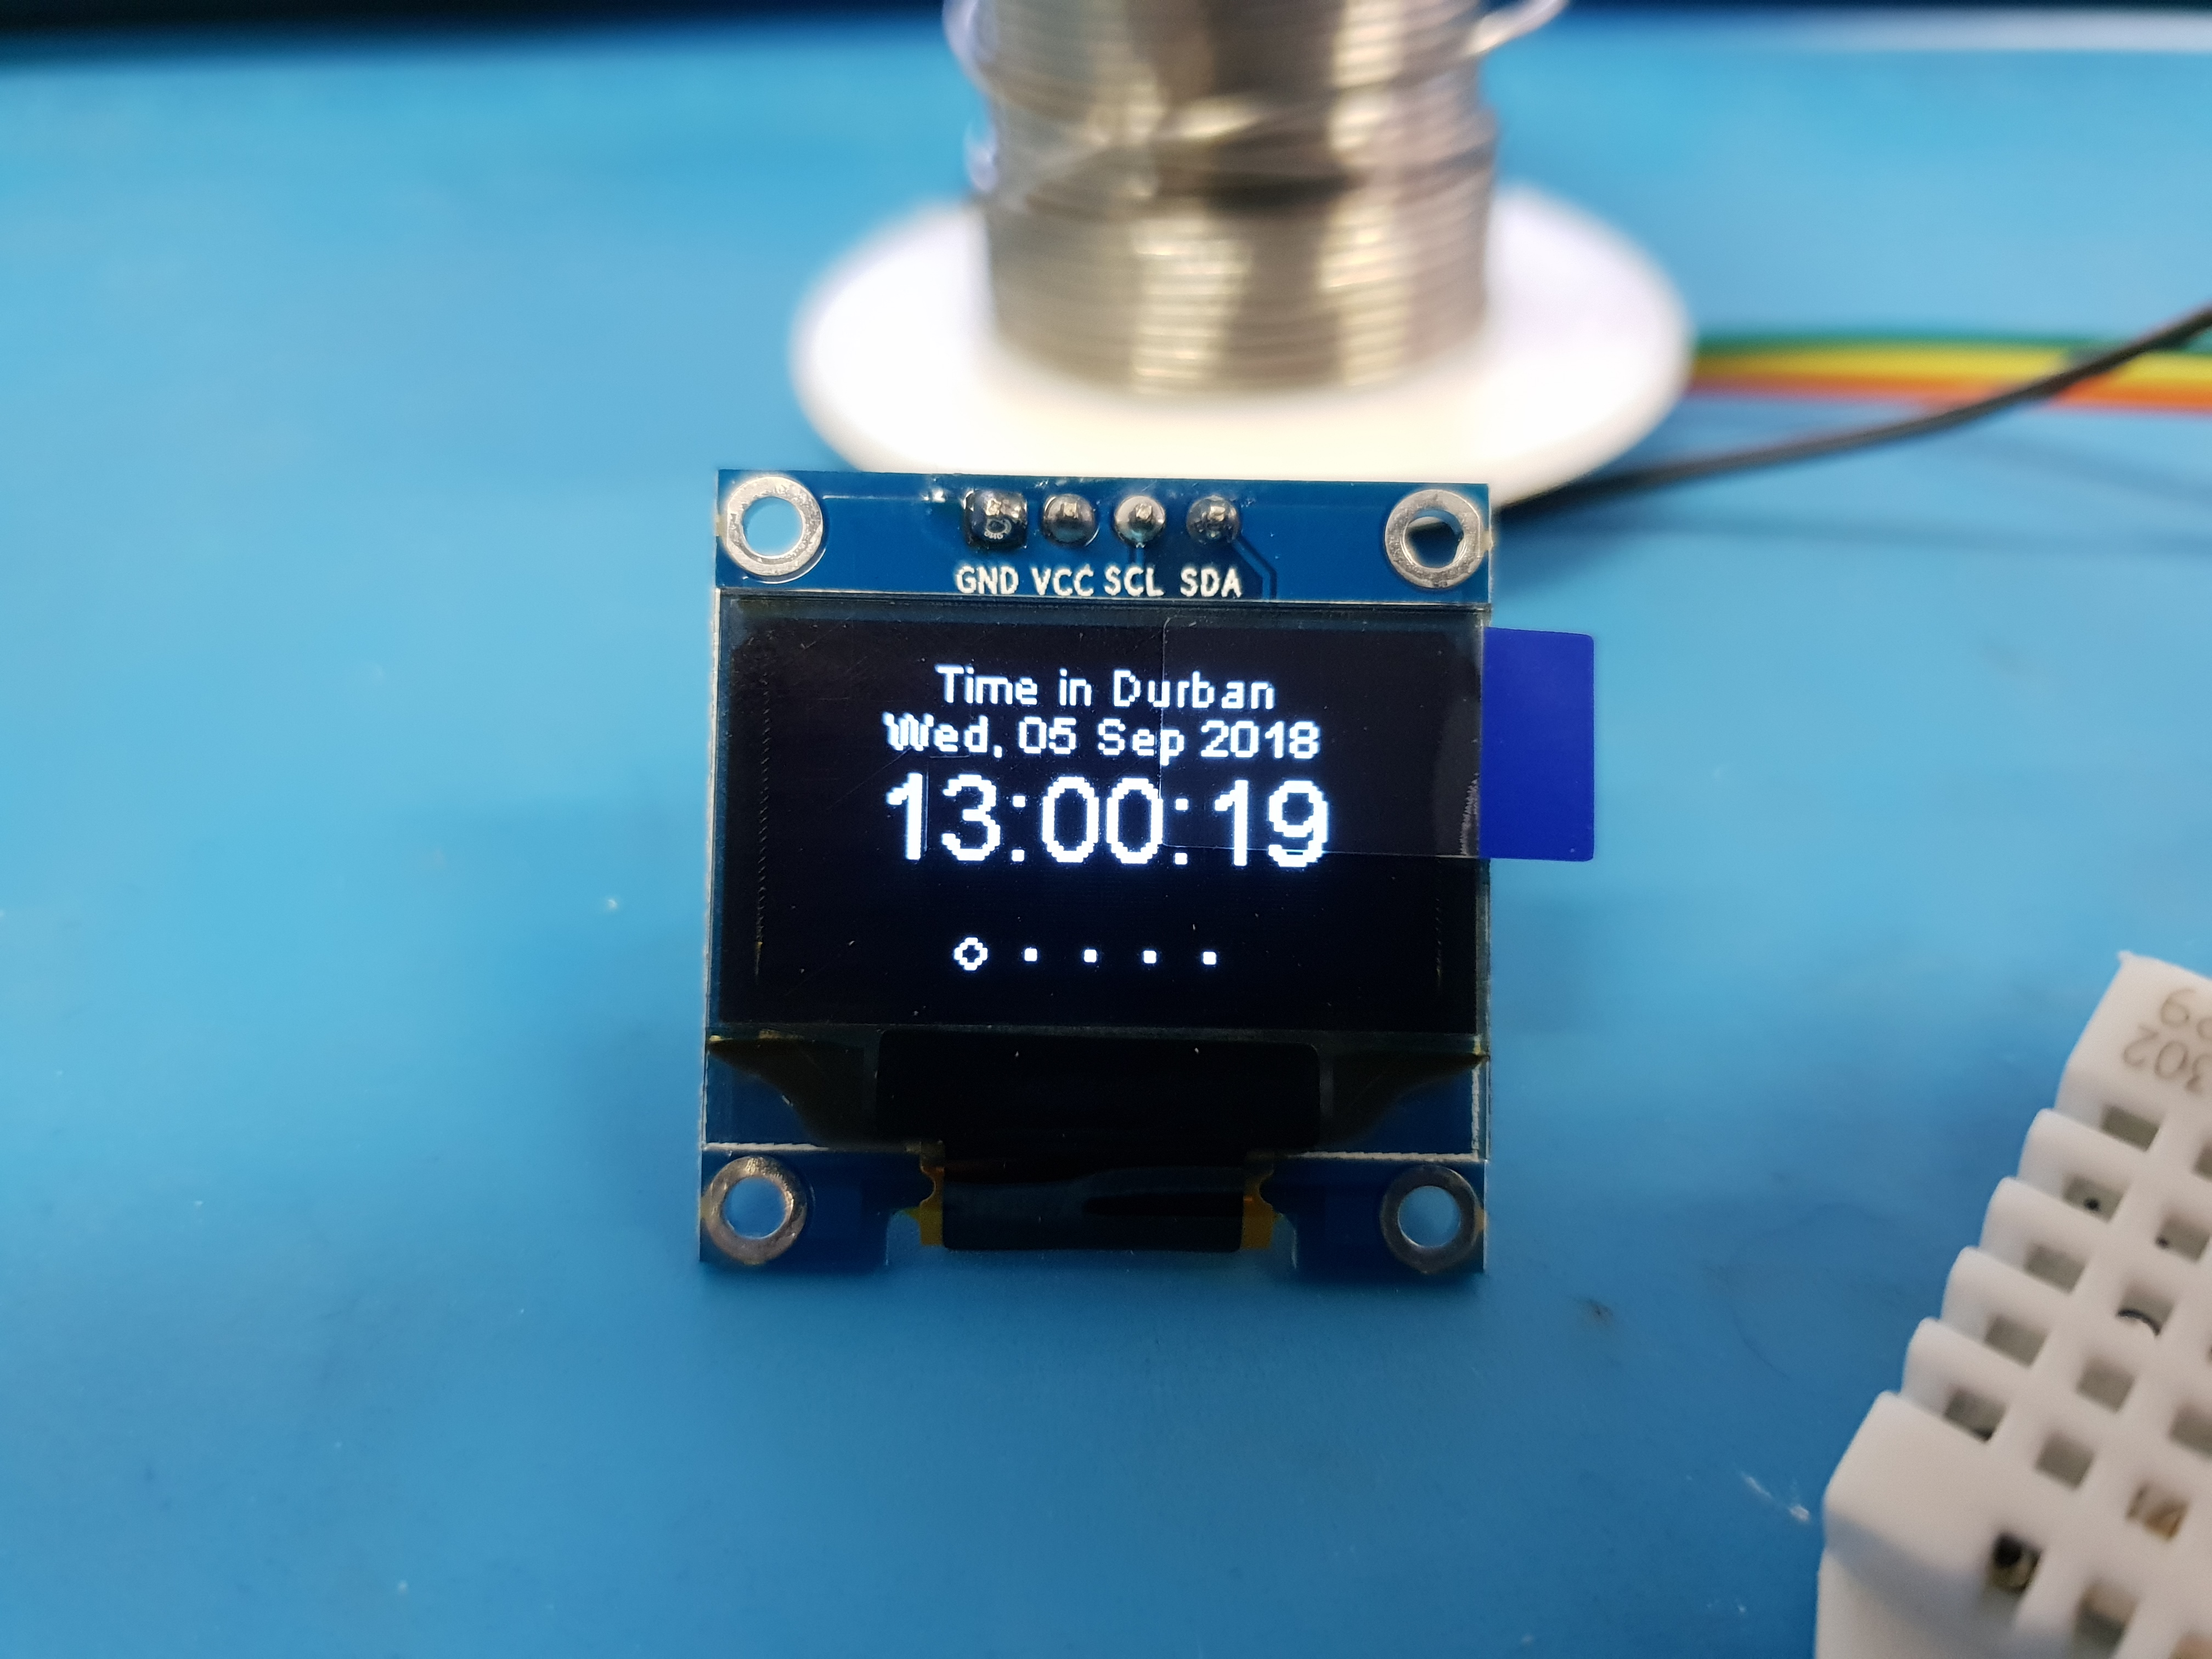 GND VCC SCL SDA
Time in Durban
Wed, 05 Sep 2018
13:00:19